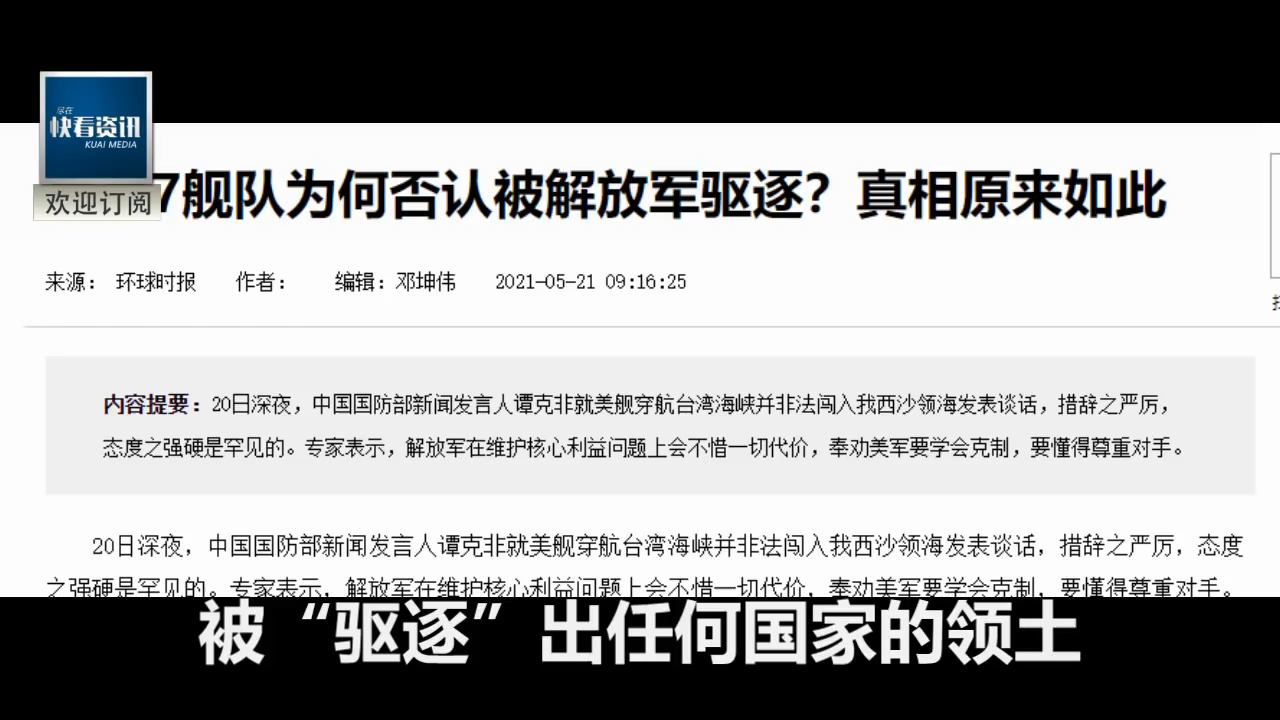 尽在
快看资讯
KUAI MEDIA
欢迎订阅
7舰队为何否认被解放军驱逐？真相原来如此
来源： 环球时报 作者： 编辑：邓坤伟 2021-05-21 09:16:25
内容提要：20日深夜，中国国防部新闻发言人谭克非就美舰穿航台湾海峡并非法闯入我西沙领海发表谈话，措辞之严厉，
态度之强硬是罕见的。专家表示，解放军在维护核心利益问题上会不惜一切代价，奉劝美军要学会克制，要懂得尊重对手。
20日深夜，中国国防部新闻发言人谭克非就美舰穿航台湾海峡并非法闯入我西沙领海发表谈话，措辞之严厉，态度
之强硬是罕见的。专家表示，解放军在维护核心利益问题上会不惜一切代价，奉劝美军要学会克制，要懂得尊重对手。
被“驱逐”出任何国家的领土